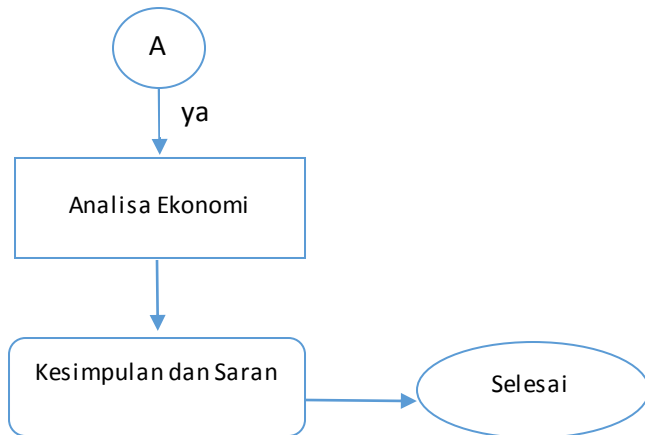 A
ya
Analisa Ekonomi
Kesimpulan dan Saran
Selesai